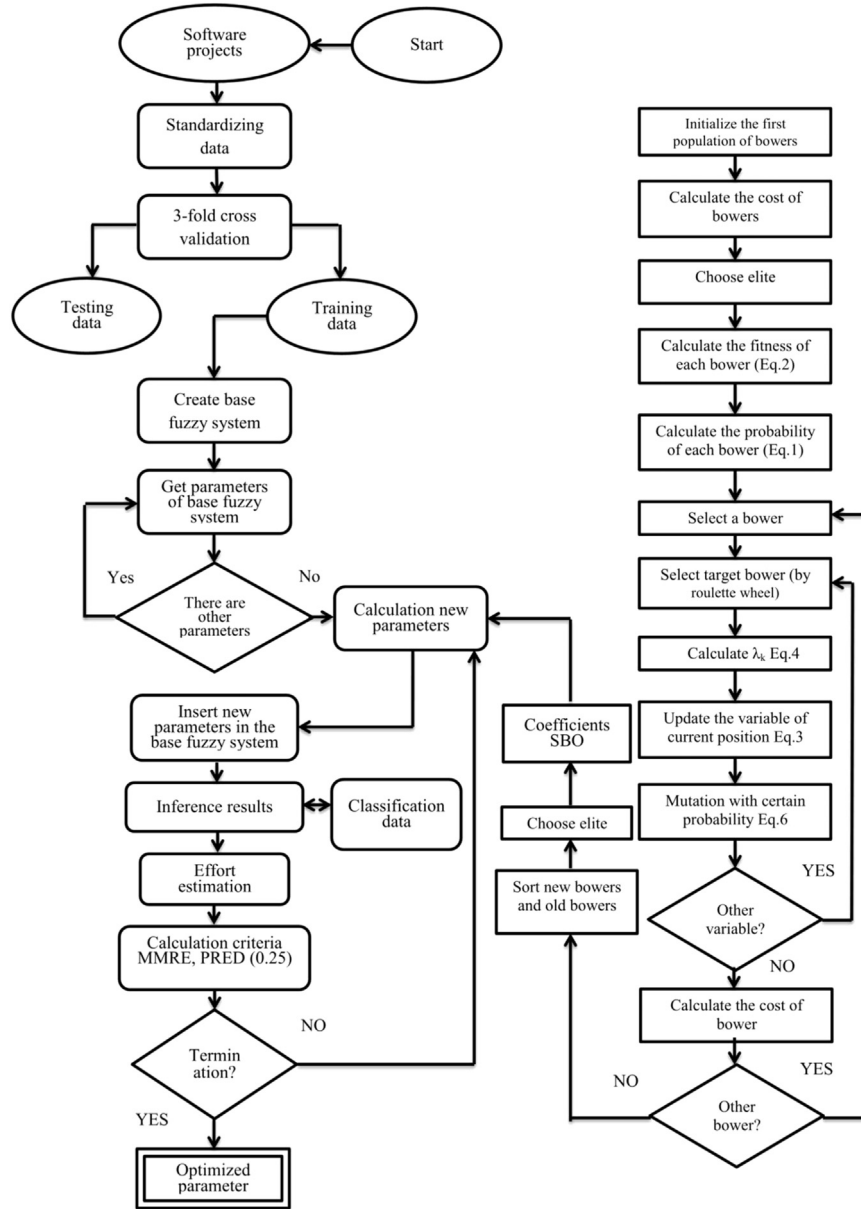 Software
projects
Start
Standardizing
data
3-fold cross
validation
Testing
data
Training
data
Create base
fuzzy system
Get parameters
of base fuzzy
system
Yes
No
There are
other
parameters
Calculation new
parameters
Insert new
parameters in the
base fuzzy system
Inference results
Classification
data
Effort
estimation
Calculation criteria
MMRE, PRED (0.25)
NO
Termin
ation?
YES
Optimized
parameter
Coefficients
SBO
Choose elite
Sort new bowers
and old bowers
Initialize the first
population of bowers
Calculate the cost of
bowers
Choose elite
Calculate the fitness of
each bower (Eq.2)
Calculate the probability
of each bower (Eq.1)
Select a bower
Select target bower (by
roulette wheel)
Calculate λk Eq.4
Update the variable of
current position Eq.3
Mutation with certain
probability Eq.6
YES
Other
variable?
NO
Calculate the cost of
bower
NO
YES
Other
bower?